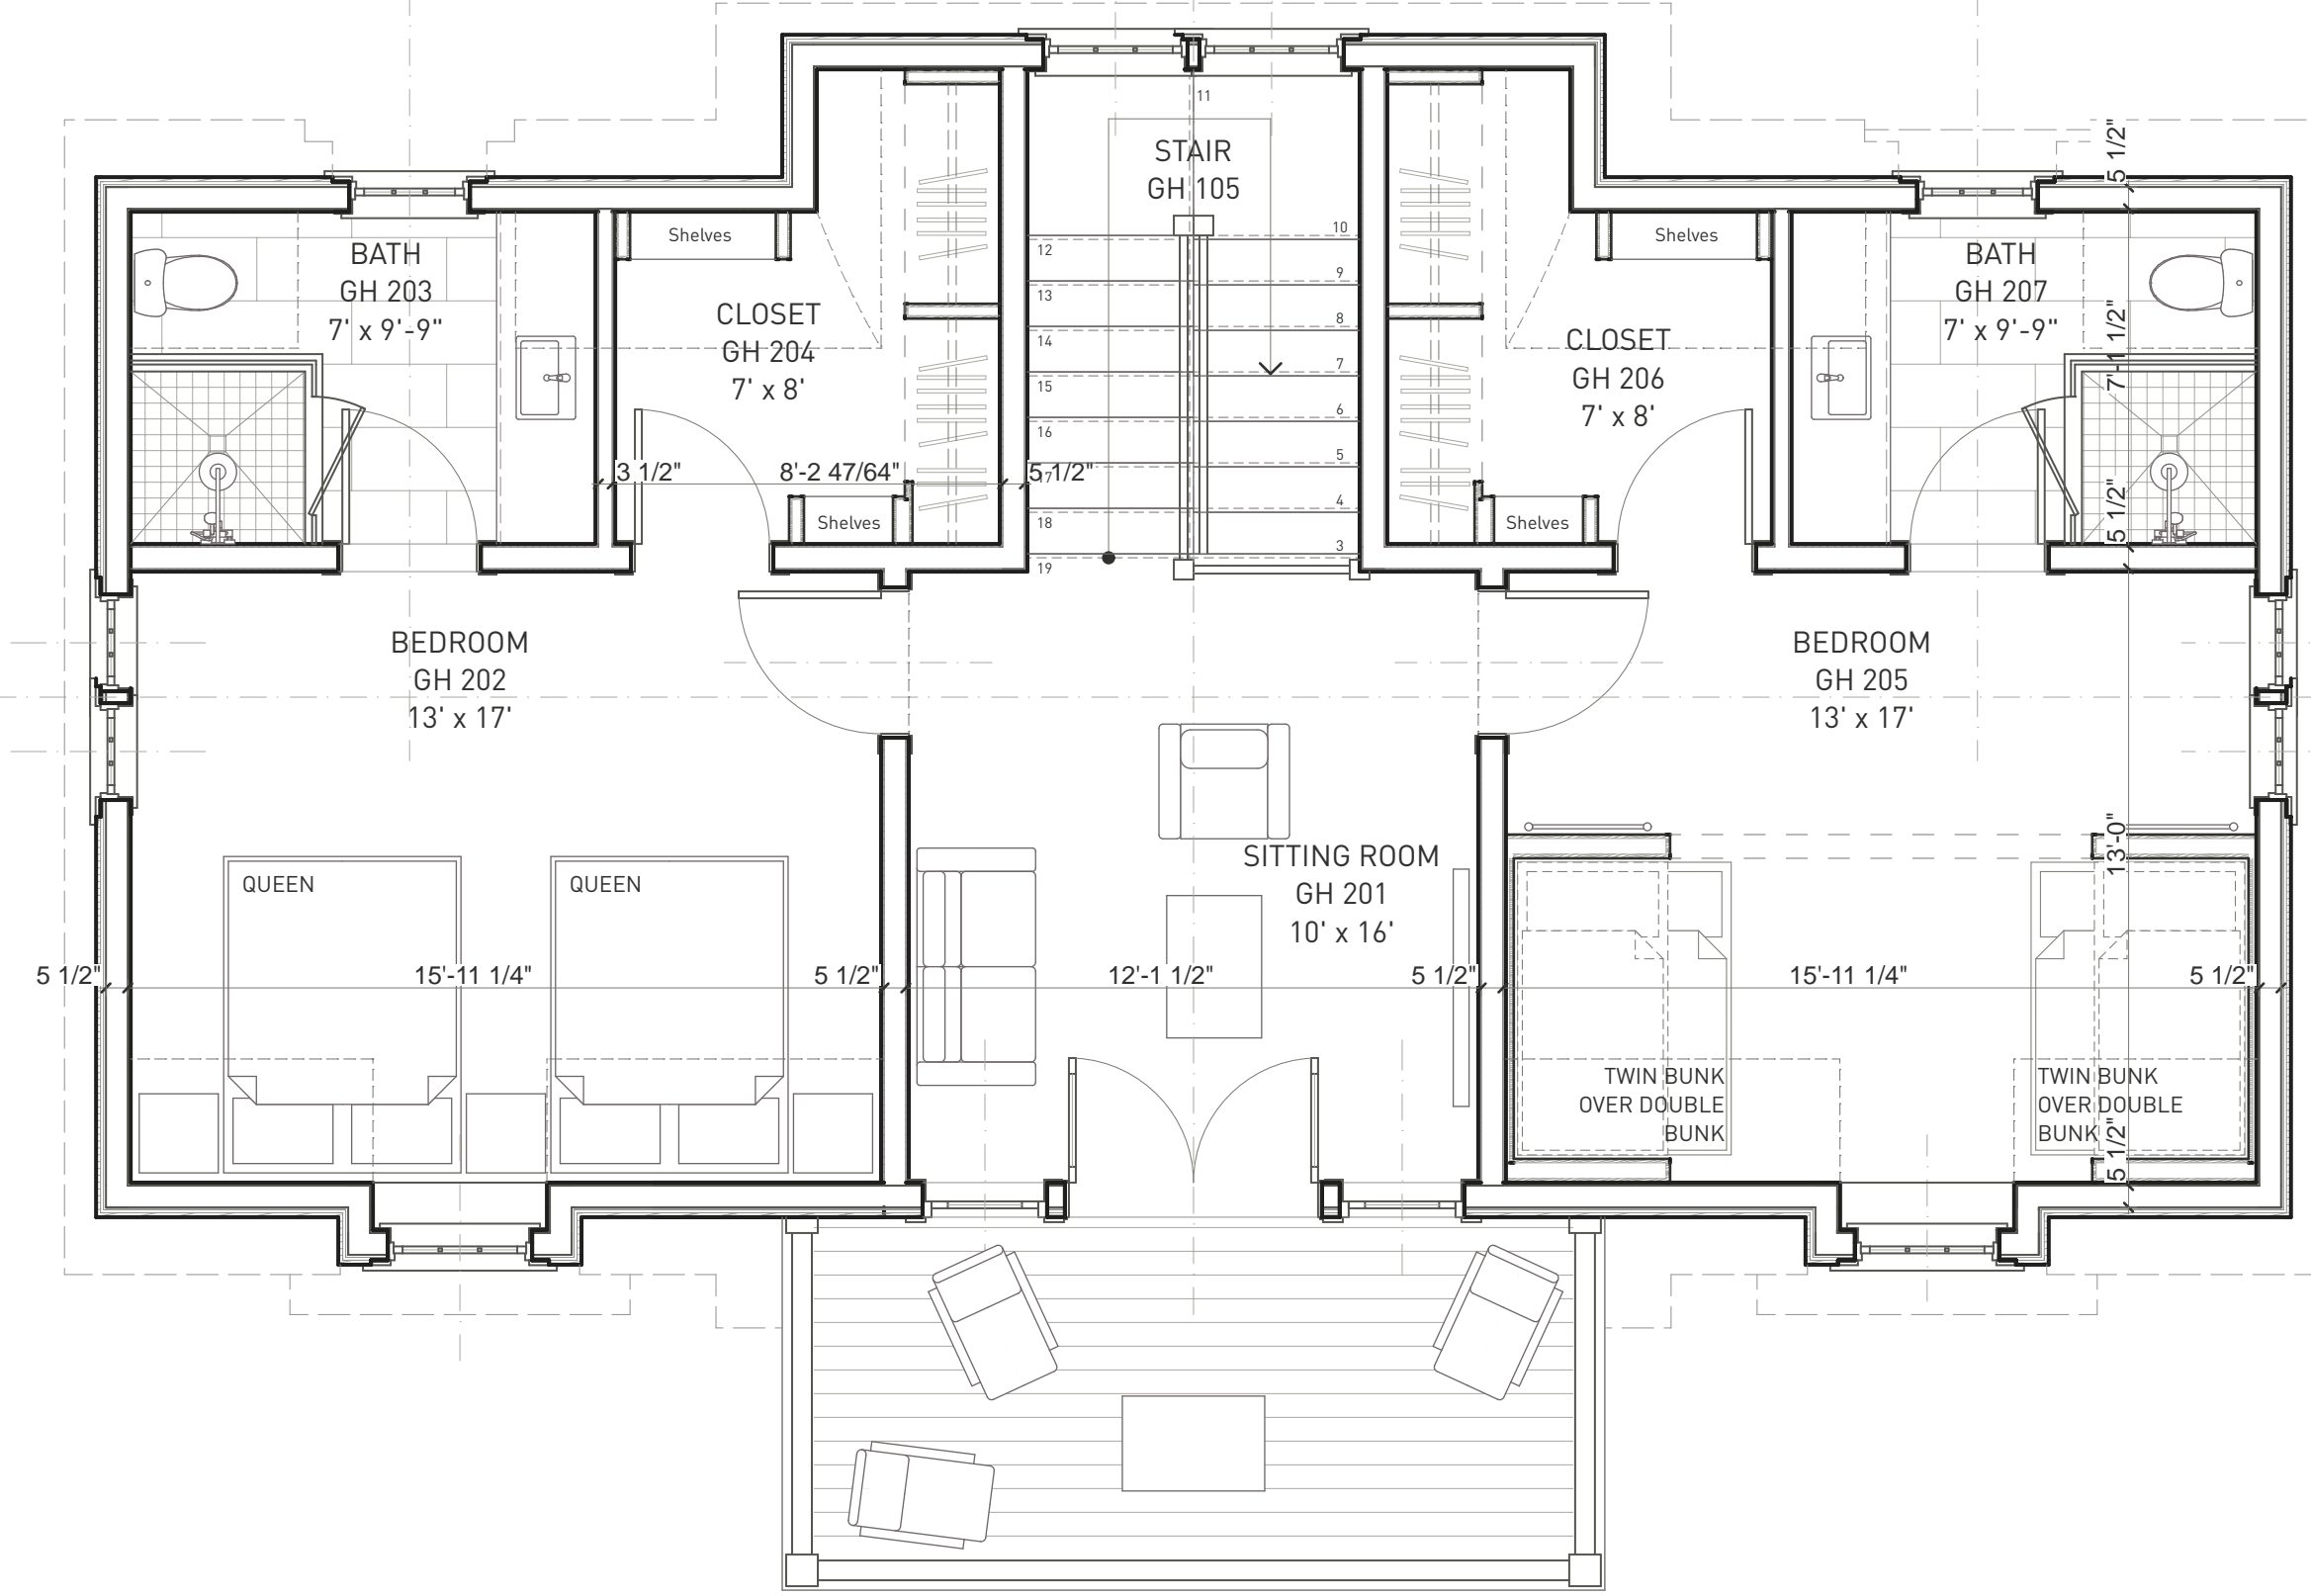 11
STAIR
GH 105
12
13
14
15
16
17
18
19
10
9
8
7
6
5
4
3
BATH
GH 203
7' x 9'-9"
Shelves
CLOSET
GH 204
7' x 8'
Shelves
3 1/2"
8'-2 47/64"
5 1/2"
Shelves
CLOSET
GH 206
7' x 8'
Shelves
BATH
GH 207
7' x 9'-9"
5 1/2"
7'-1 1/2"
5 1/2"
13'-0"
5 1/2"
BEDROOM
GH 202
13' x 17'
BEDROOM
GH 205
13' x 17'
QUEEN
QUEEN
SITTING ROOM
GH 201
10' x 16'
5 1/2"
15'-11 1/4"
5 1/2"
12'-1 1/2"
5 1/2"
15'-11 1/4"
5 1/2"
TWIN BUNK
OVER DOUBLE
BUNK
TWIN BUNK
OVER DOUBLE
BUNK